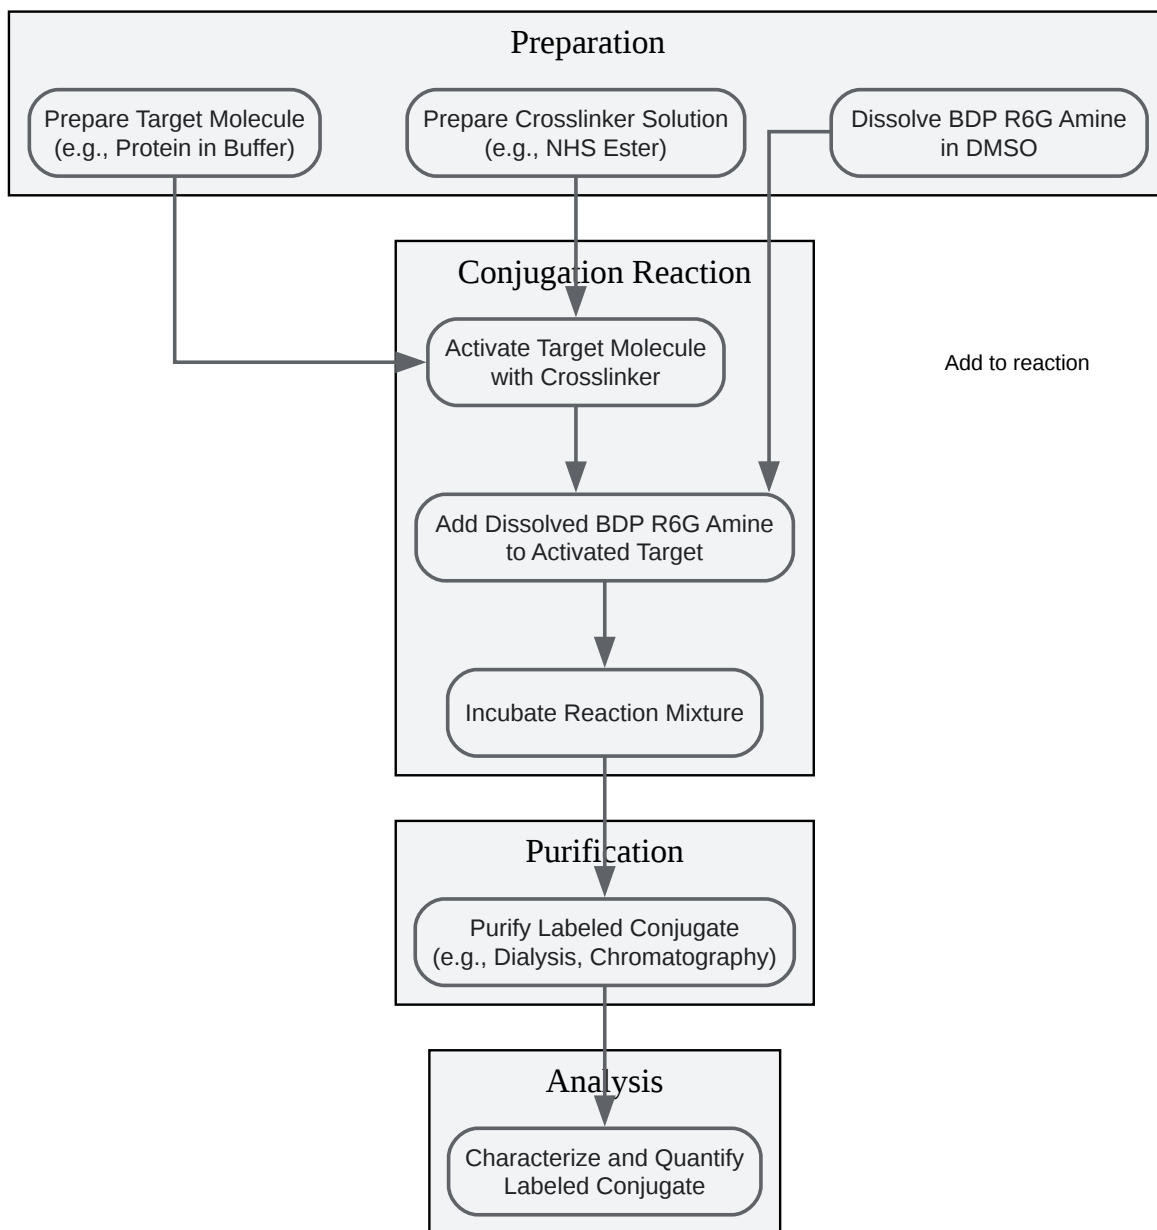 Preparation
Prepare Target Molecule
(e.g., Protein in Buffer)
Prepare Crosslinker Solution
(e.g., NHS Ester)
Dissolve BDP R6G Amine
in DMSO
Conjugation Reaction
Activate Target Molecule
with Crosslinker
Add to reaction
Add Dissolved BDP R6G Amine
to Activated Target
Incubate Reaction Mixture
Purification
Purify Labeled Conjugate
(e.g., Dialysis, Chromatography)
Analysis
Characterize and Quantify
Labeled Conjugate